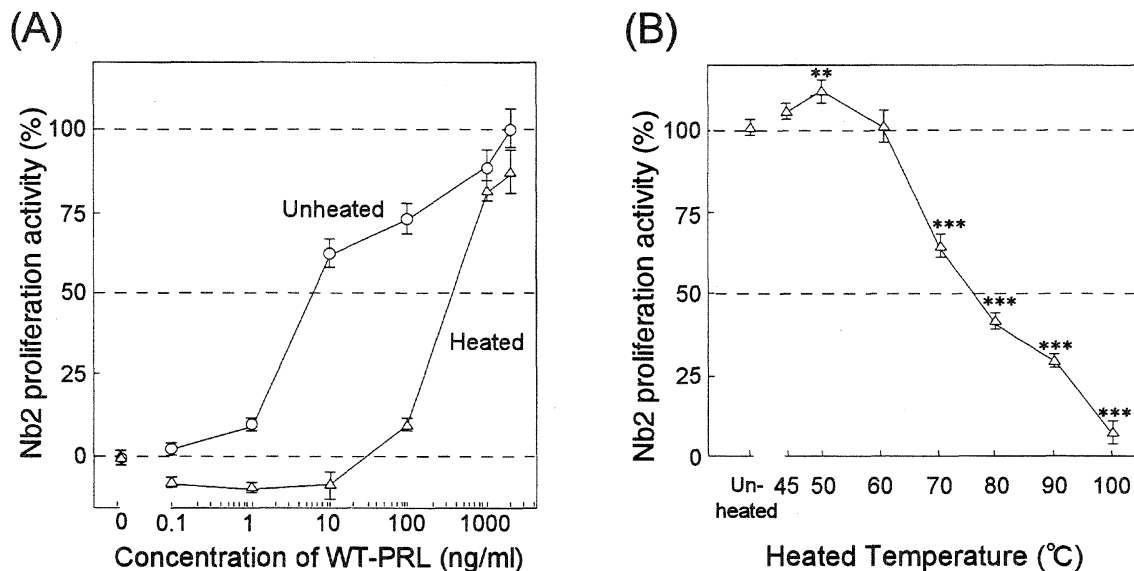 (A)
Nb2 proliferation activity (%)
100
75
50
25
0
Unheated
Heated
0 0.1 1 10 100 1000
Concentration of WT-PRL (ng/ml)
(B)
Nb2 proliferation activity (%)
100
75
50
25
0
**
***
***
***
***
Un-
heated
45 50 60 70 80 90 100
Heated Temperature (℃)